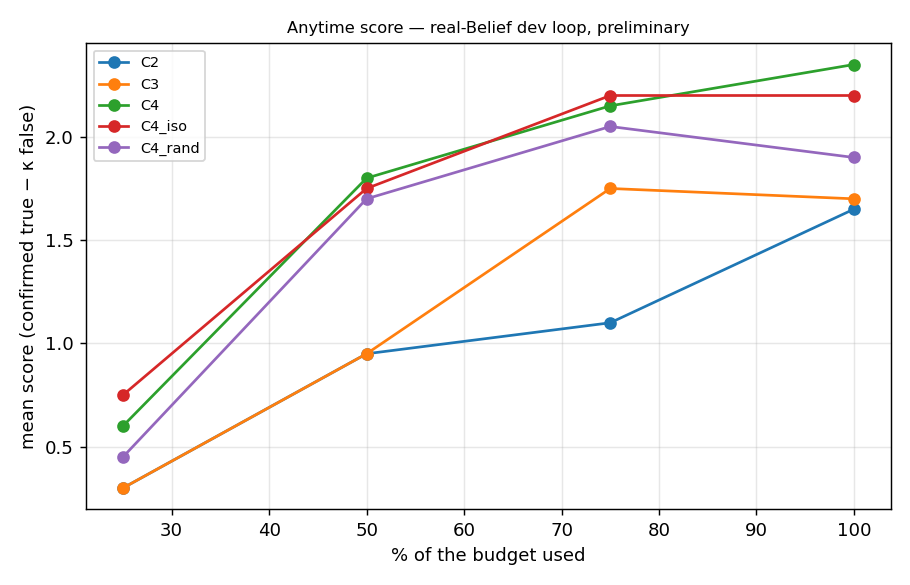 Anytime score — real-Belief dev loop, preliminary
C2
C3
C4
C4_iso
C4_rand
mean score (confirmed true − κ false)
2.0
1.5
1.0
0.5
30 40 50 60 70 80 90 100
% of the budget used